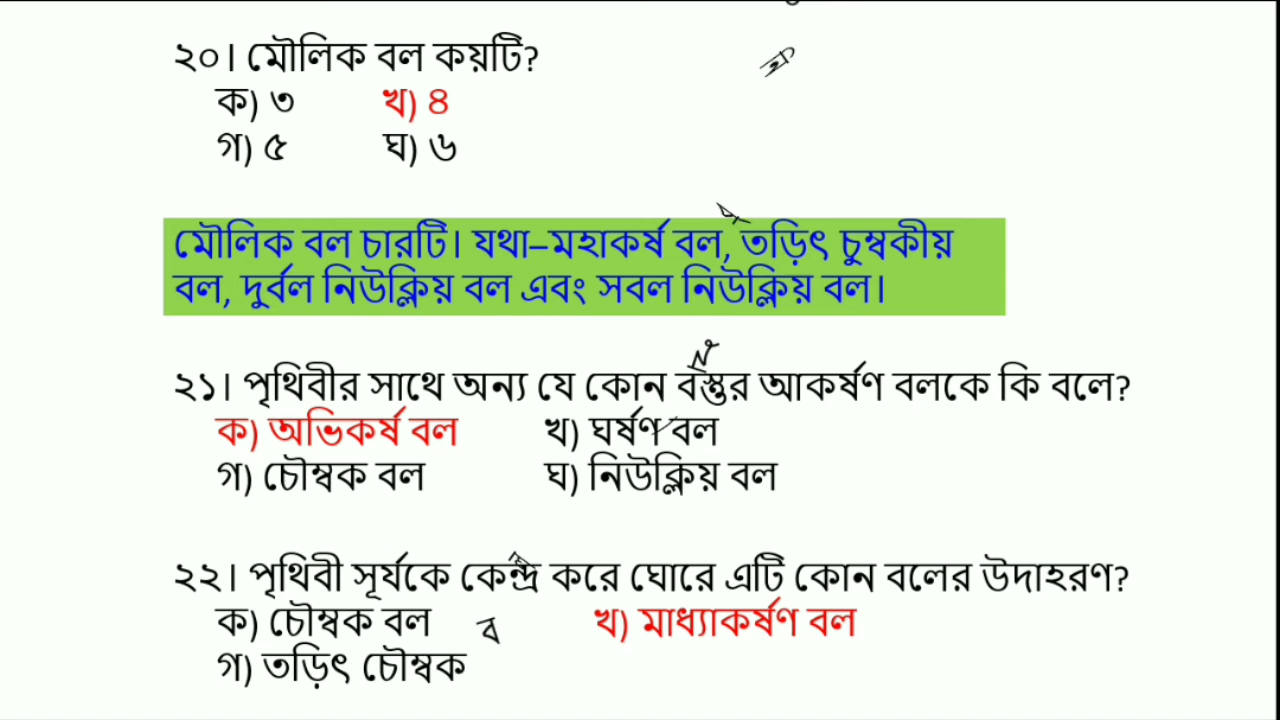 ২০। মৌলিক বল কয়টি?
ক) ৩ খ) ৪
গ) ৫ ঘ) ৬
মৌলিক বল চারটি। যথা–মহাকর্ষ বল, তড়িৎ চুম্বকীয়
বল, দুর্বল নিউক্লিয় বল এবং সবল নিউক্লিয় বল।
২১। পৃথিবীর সাথে অন্য যে কোন বস্তুর আকর্ষণ বলকে কি বলে?
ক) অভিকর্ষ বল খ) ঘর্ষণ বল
গ) চৌম্বক বল ঘ) নিউক্লিয় বল
২২। পৃথিবী সূর্যকে কেন্দ্র করে ঘোরে এটি কোন বলের উদাহরণ?
ক) চৌম্বক বল খ) মাধ্যাকর্ষণ বল
গ) তড়িৎ চৌম্বক